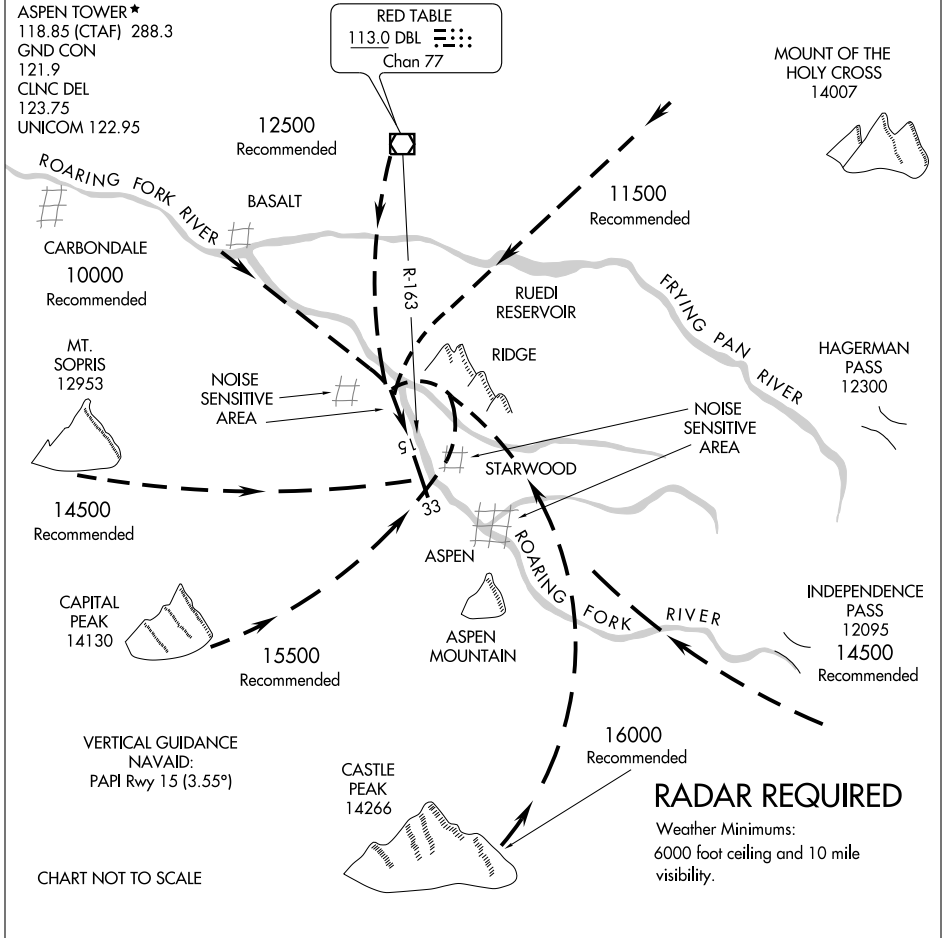 ASPEN TOWER★
118.85 (CTAF) 288.3
GND CON
121.9
CLNC DEL
123.75
UNICOM 122.95
RED TABLE
113.0 DBL
Chan 77
MOUNT OF THE
HOLY CROSS
14007
12500
Recommended
ROARING FORK RIVER
BASALT
11500
Recommended
CARBONDALE
10000
Recommended
R-163
RUEDI
RESERVOIR
FRYING PAN RIVER
MT.
SOPRIS
12953
RIDGE
HAGERMAN
PASS
12300
NOISE
SENSITIVE
AREA
NOISE
SENSITIVE
AREA
15
STARWOOD
33
14500
Recommended
ASPEN
ROARING FORK RIVER
CAPITAL
PEAK
14130
ASPEN
MOUNTAIN
INDEPENDENCE
PASS
12095
14500
Recommended
15500
Recommended
VERTICAL GUIDANCE
NAVAID:
PAPI Rwy 15 (3.55°)
16000
Recommended
CASTLE
PEAK
14266
RADAR REQUIRED
Weather Minimums:
6000 foot ceiling and 10 mile
visibility.
CHART NOT TO SCALE